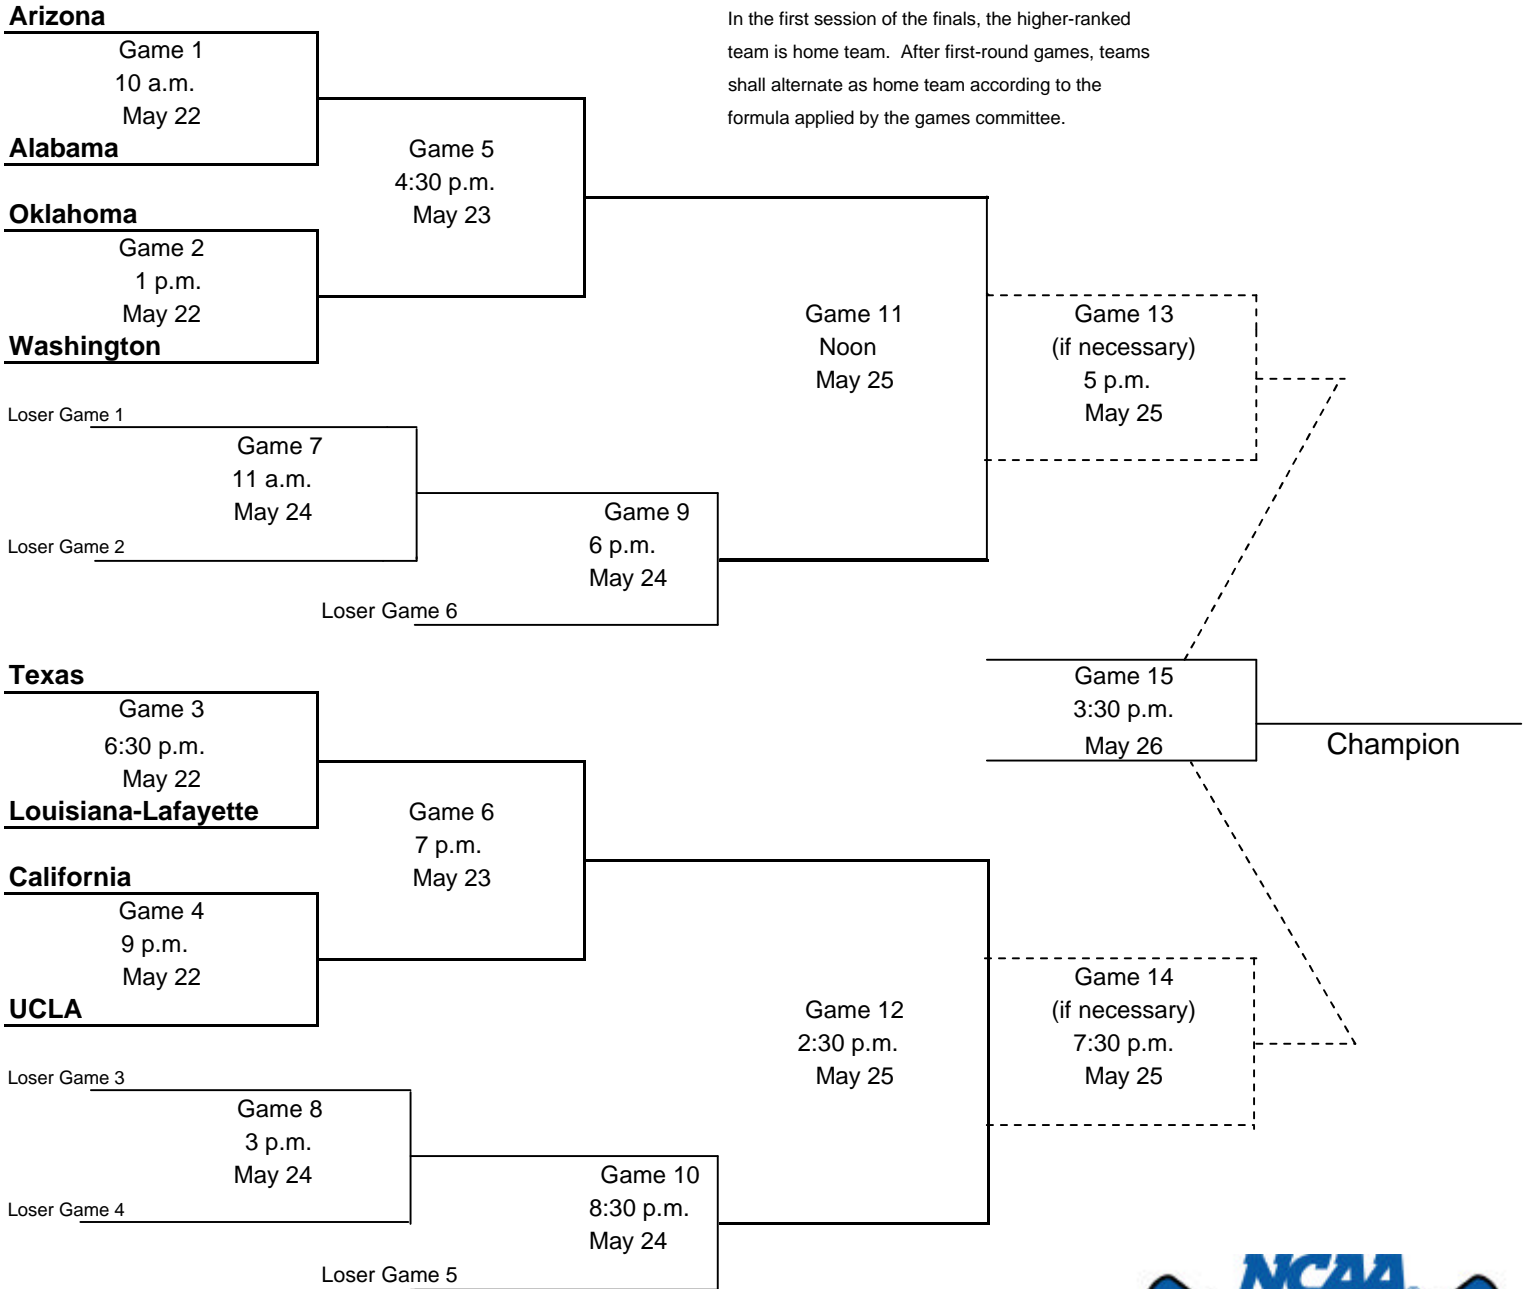 Arizona
Game 1
10 a.m.
May 22
Alabama
In the first session of the finals, the higher-ranked
team is home team.  After first-round games, teams
shall alternate as home team according to the
formula applied by the games committee.
Game 5
4:30 p.m.
May 23
Oklahoma
Game 2
1 p.m.
May 22
Washington
Game 11
Noon
May 25
Game 13
(if necessary)
5 p.m.
May 25
Loser Game 1
Game 7
11 a.m.
May 24
Loser Game 2
Game 9
6 p.m.
May 24
Loser Game 6
Texas
Game 3
6:30 p.m.
May 22
Louisiana-Lafayette
Game 6
7 p.m.
May 23
Game 15
3:30 p.m.
May 26
Champion
California
Game 4
9 p.m.
May 22
UCLA
Game 12
2:30 p.m.
May 25
Game 14
(if necessary)
7:30 p.m.
May 25
Loser Game 3
Game 8
3 p.m.
May 24
Loser Game 4
Game 10
8:30 p.m.
May 24
Loser Game 5
NCAA